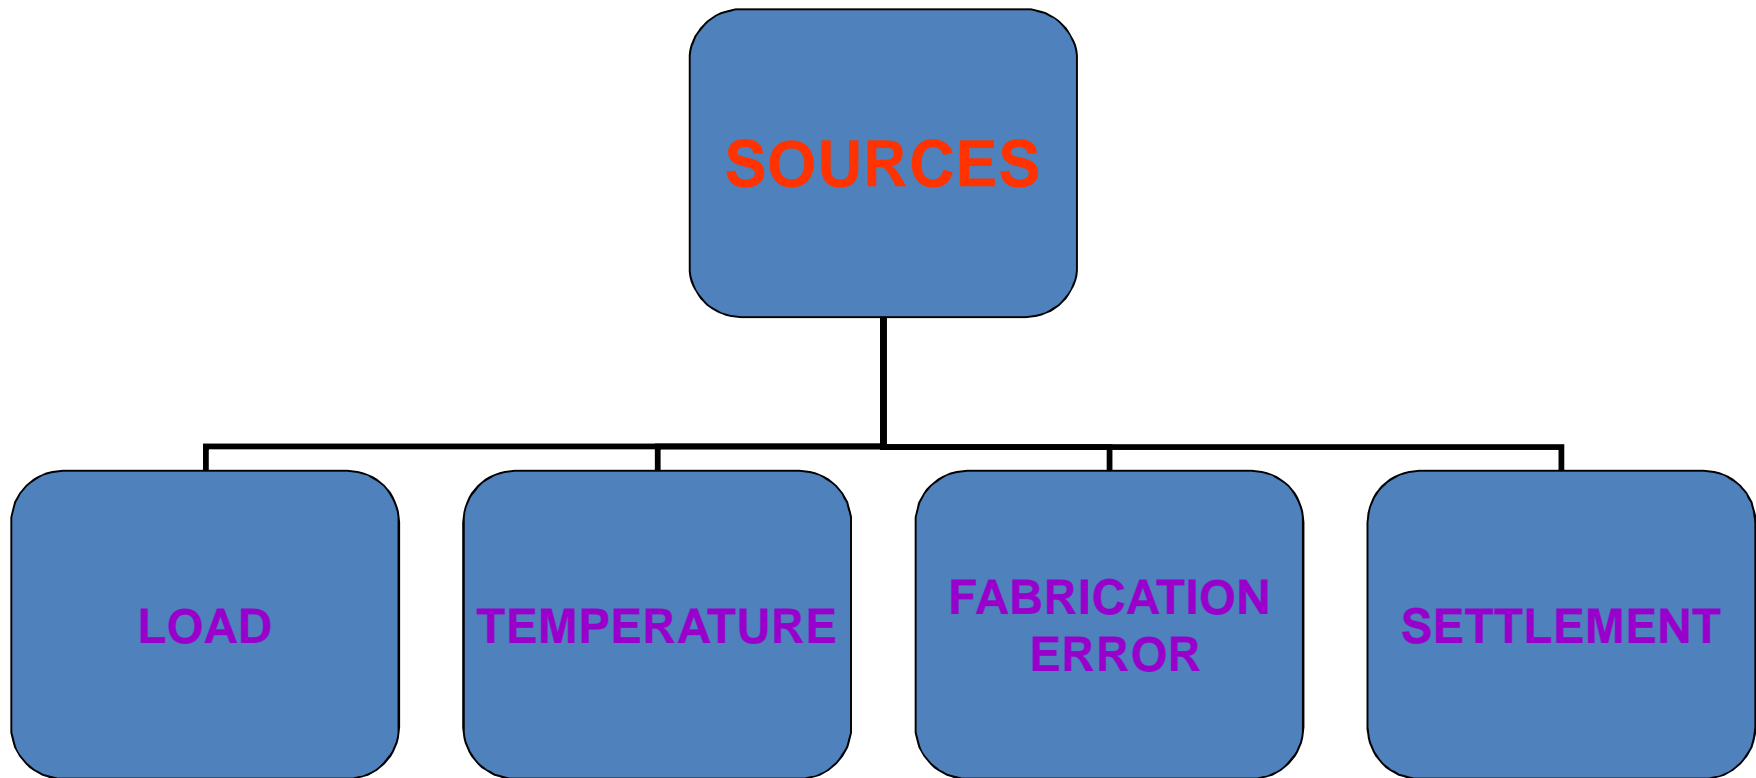 SOURCES
LOAD
TEMPERATURE
FABRICATION
ERROR
SETTLEMENT